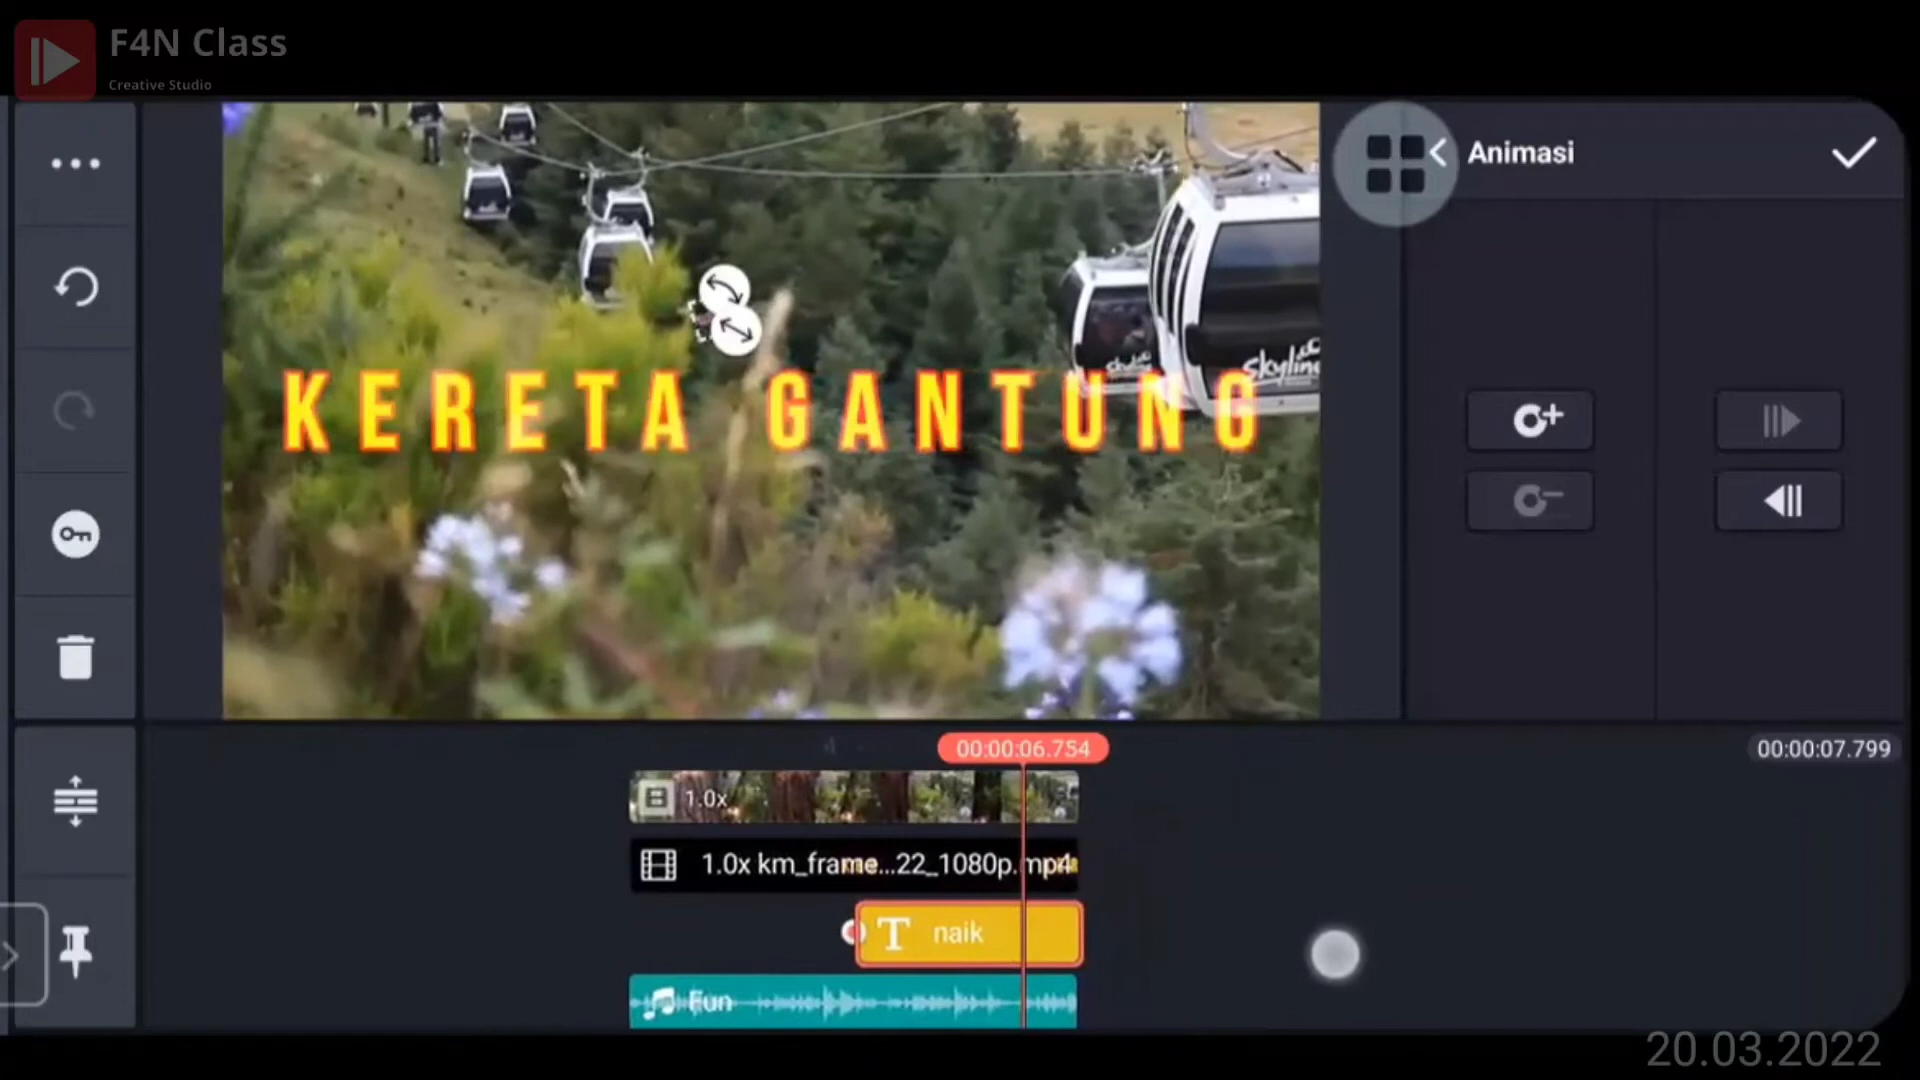 F4N Class
Creative Studio
Animasi
skyline
skyline
KERETA GANTUNG
00:00:06.754
00:00:07.799
1.0x
1.0x km_frame...22_1080p.mp4
T naik
Fun
20.03.2022